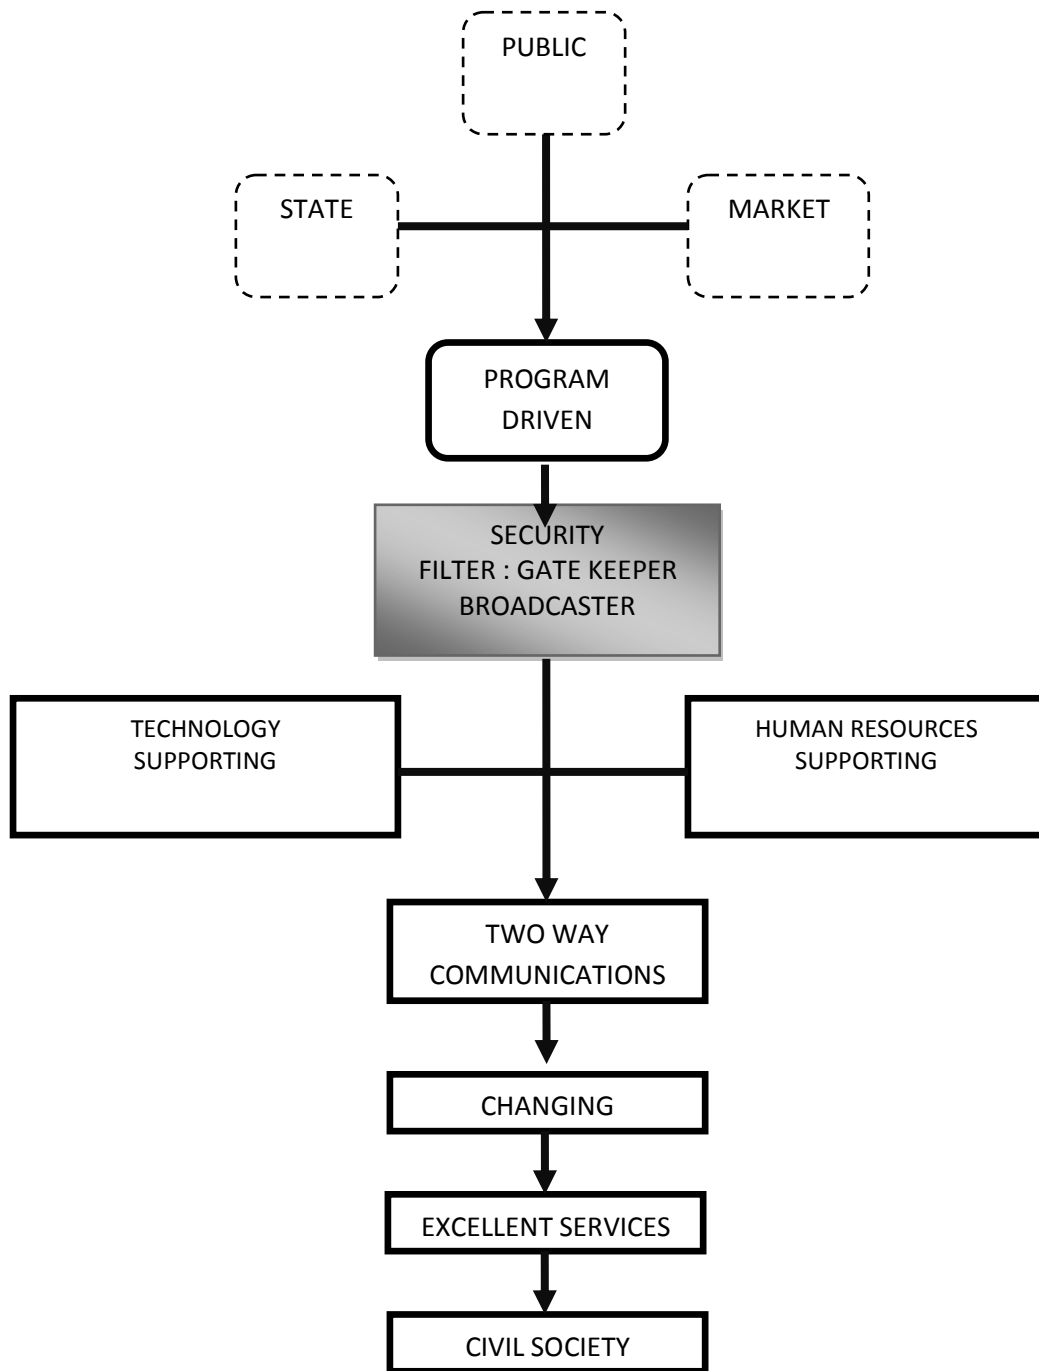 PUBLIC
STATE
MARKET
PROGRAM
DRIVEN
SECURITY
FILTER : GATE KEEPER
BROADCASTER
TECHNOLOGY
SUPPORTING
HUMAN RESOURCES
SUPPORTING
TWO WAY
COMMUNICATIONS
CHANGING
EXCELLENT SERVICES
CIVIL SOCIETY